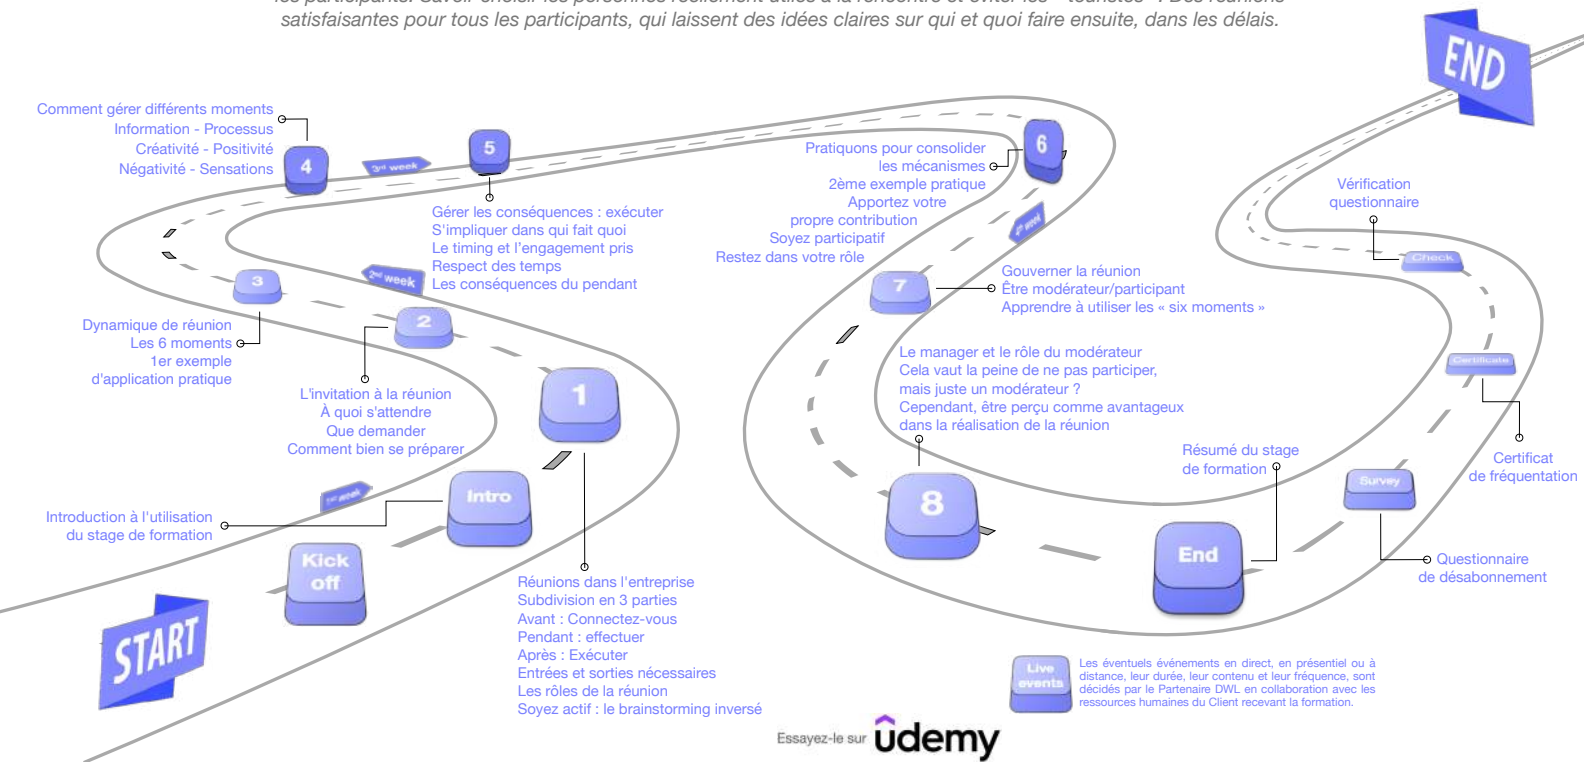 satisfaisantes pour tous les participants, qui laissent des idées claires sur qui et quoi faire ensuite, dans les délais.
END
Comment gérer différents moments
Information - Processus
Créativité - Positivité
Négativité - Sensations
4
3rd week
5
Gérer les conséquences : exécuter
S'impliquer dans qui fait quoi
Le timing et l'engagement pris
Respect des temps
Les conséquences du pendant
Pratiquons pour consolider
les mécanismes
2ème exemple pratique
Apportez votre
propre contribution
Soyez participatif
Restez dans votre rôle
6
4th week
Vérification
questionnaire
Check
3
2nd week
2
Dynamique de réunion
Les 6 moments
1er exemple
d'application pratique
L'invitation à la réunion
À quoi s'attendre
Que demander
Comment bien se préparer
1
7
Gouverner la réunion
Être modérateur/participant
Apprendre à utiliser les « six moments »
Le manager et le rôle du modérateur
Cela vaut la peine de ne pas participer,
mais juste un modérateur ?
Cependant, être perçu comme avantageux
dans la réalisation de la réunion
Certificate
Certificat
de fréquentation
Résumé du stage
de formation
Survey
8
1st week
Intro
Introduction à l'utilisation
du stage de formation
Kick
off
End
Questionnaire
de désabonnement
START
Réunions dans l'entreprise
Subdivision en 3 parties
Avant : Connectez-vous
Pendant : effectuer
Après : Exécuter
Entrées et sorties nécessaires
Les rôles de la réunion
Soyez actif : le brainstorming inversé
Live
events
Les éventuels événements en direct, en présentiel ou à
distance, leur durée, leur contenu et leur fréquence, sont
décidés par le Partenaire DWL en collaboration avec les
ressources humaines du Client recevant la formation.
Essayez-le sur udemy